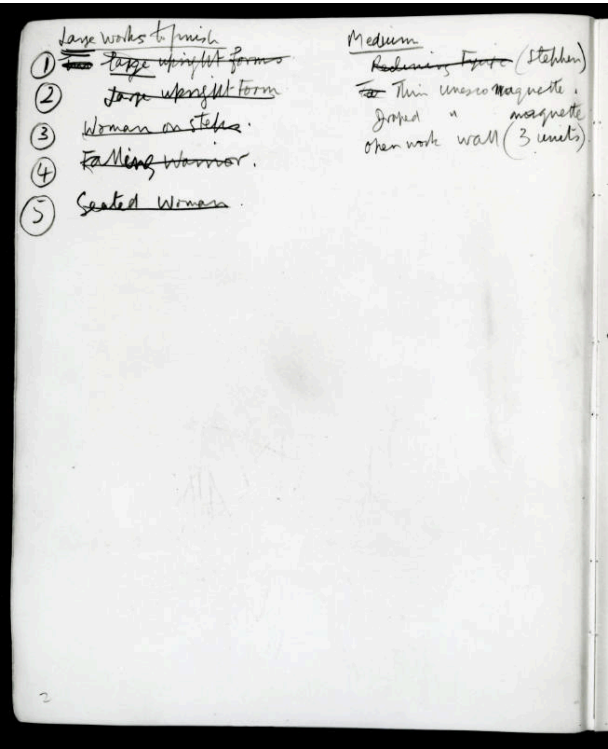 Large Works to finish
① Two large upright forms
② Large upright Form
③ Woman on steps.
④ Falling Warrior.
⑤ Seated Woman.
Medium
Reclining Figure (Stephen)
Thin unesco maquette.
Draped " maquette
open work wall (3 units).
2